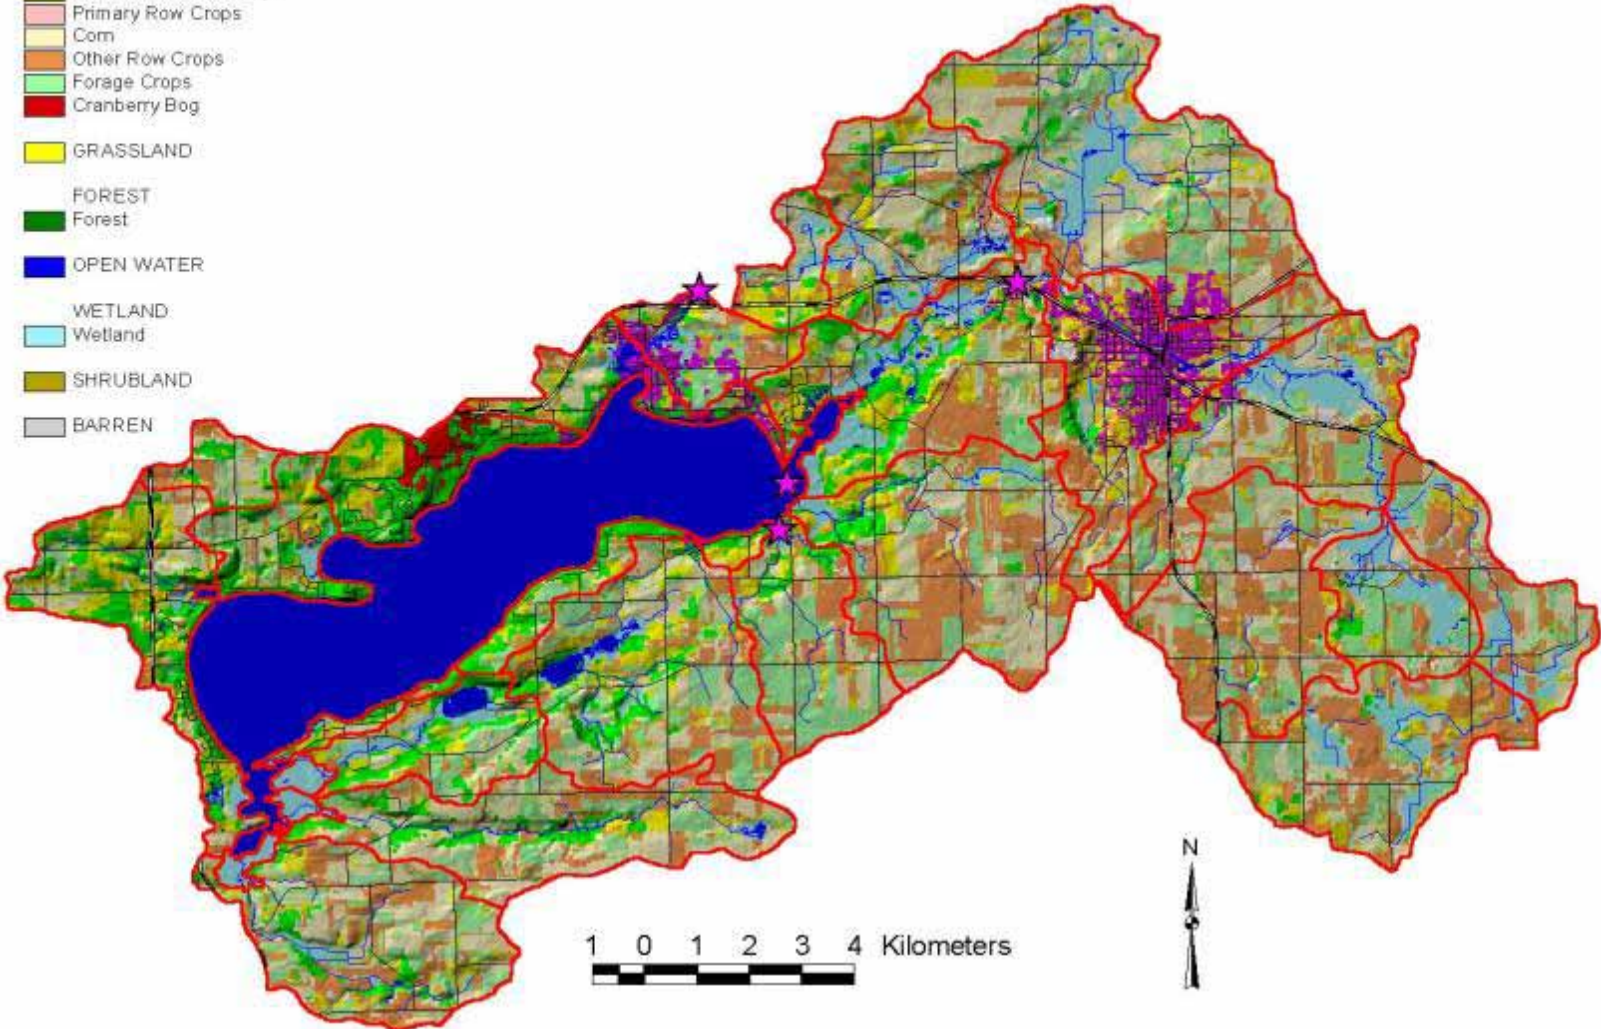 Primary Row Crops
Corn
Other Row Crops
Forage Crops
Cranberry Bog
GRASSLAND
FOREST
Forest
OPEN WATER
WETLAND
Wetland
SHRUBLAND
BARREN
N
1 0 1 2 3 4 Kilometers